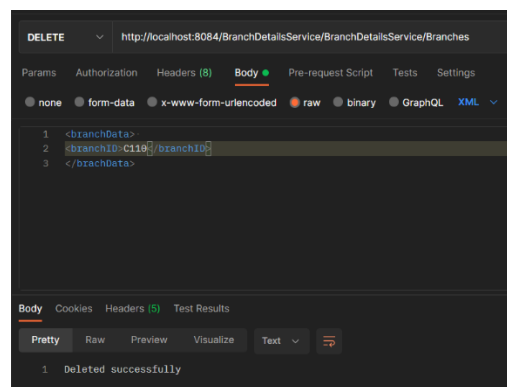 DELETE http://localhost:8084/BranchDetailsService/BranchDetailsService/Branches
Params Authorization Headers (8) Body Pre-request Script Tests Settings
none form-data x-www-form-urlencoded raw binary GraphQL XML
1 <branchData>
2 <branchID>C110</branchID>
3 </brachData>
Body Cookies Headers (5) Test Results
Pretty Raw Preview Visualize Text
1 Deleted successfully